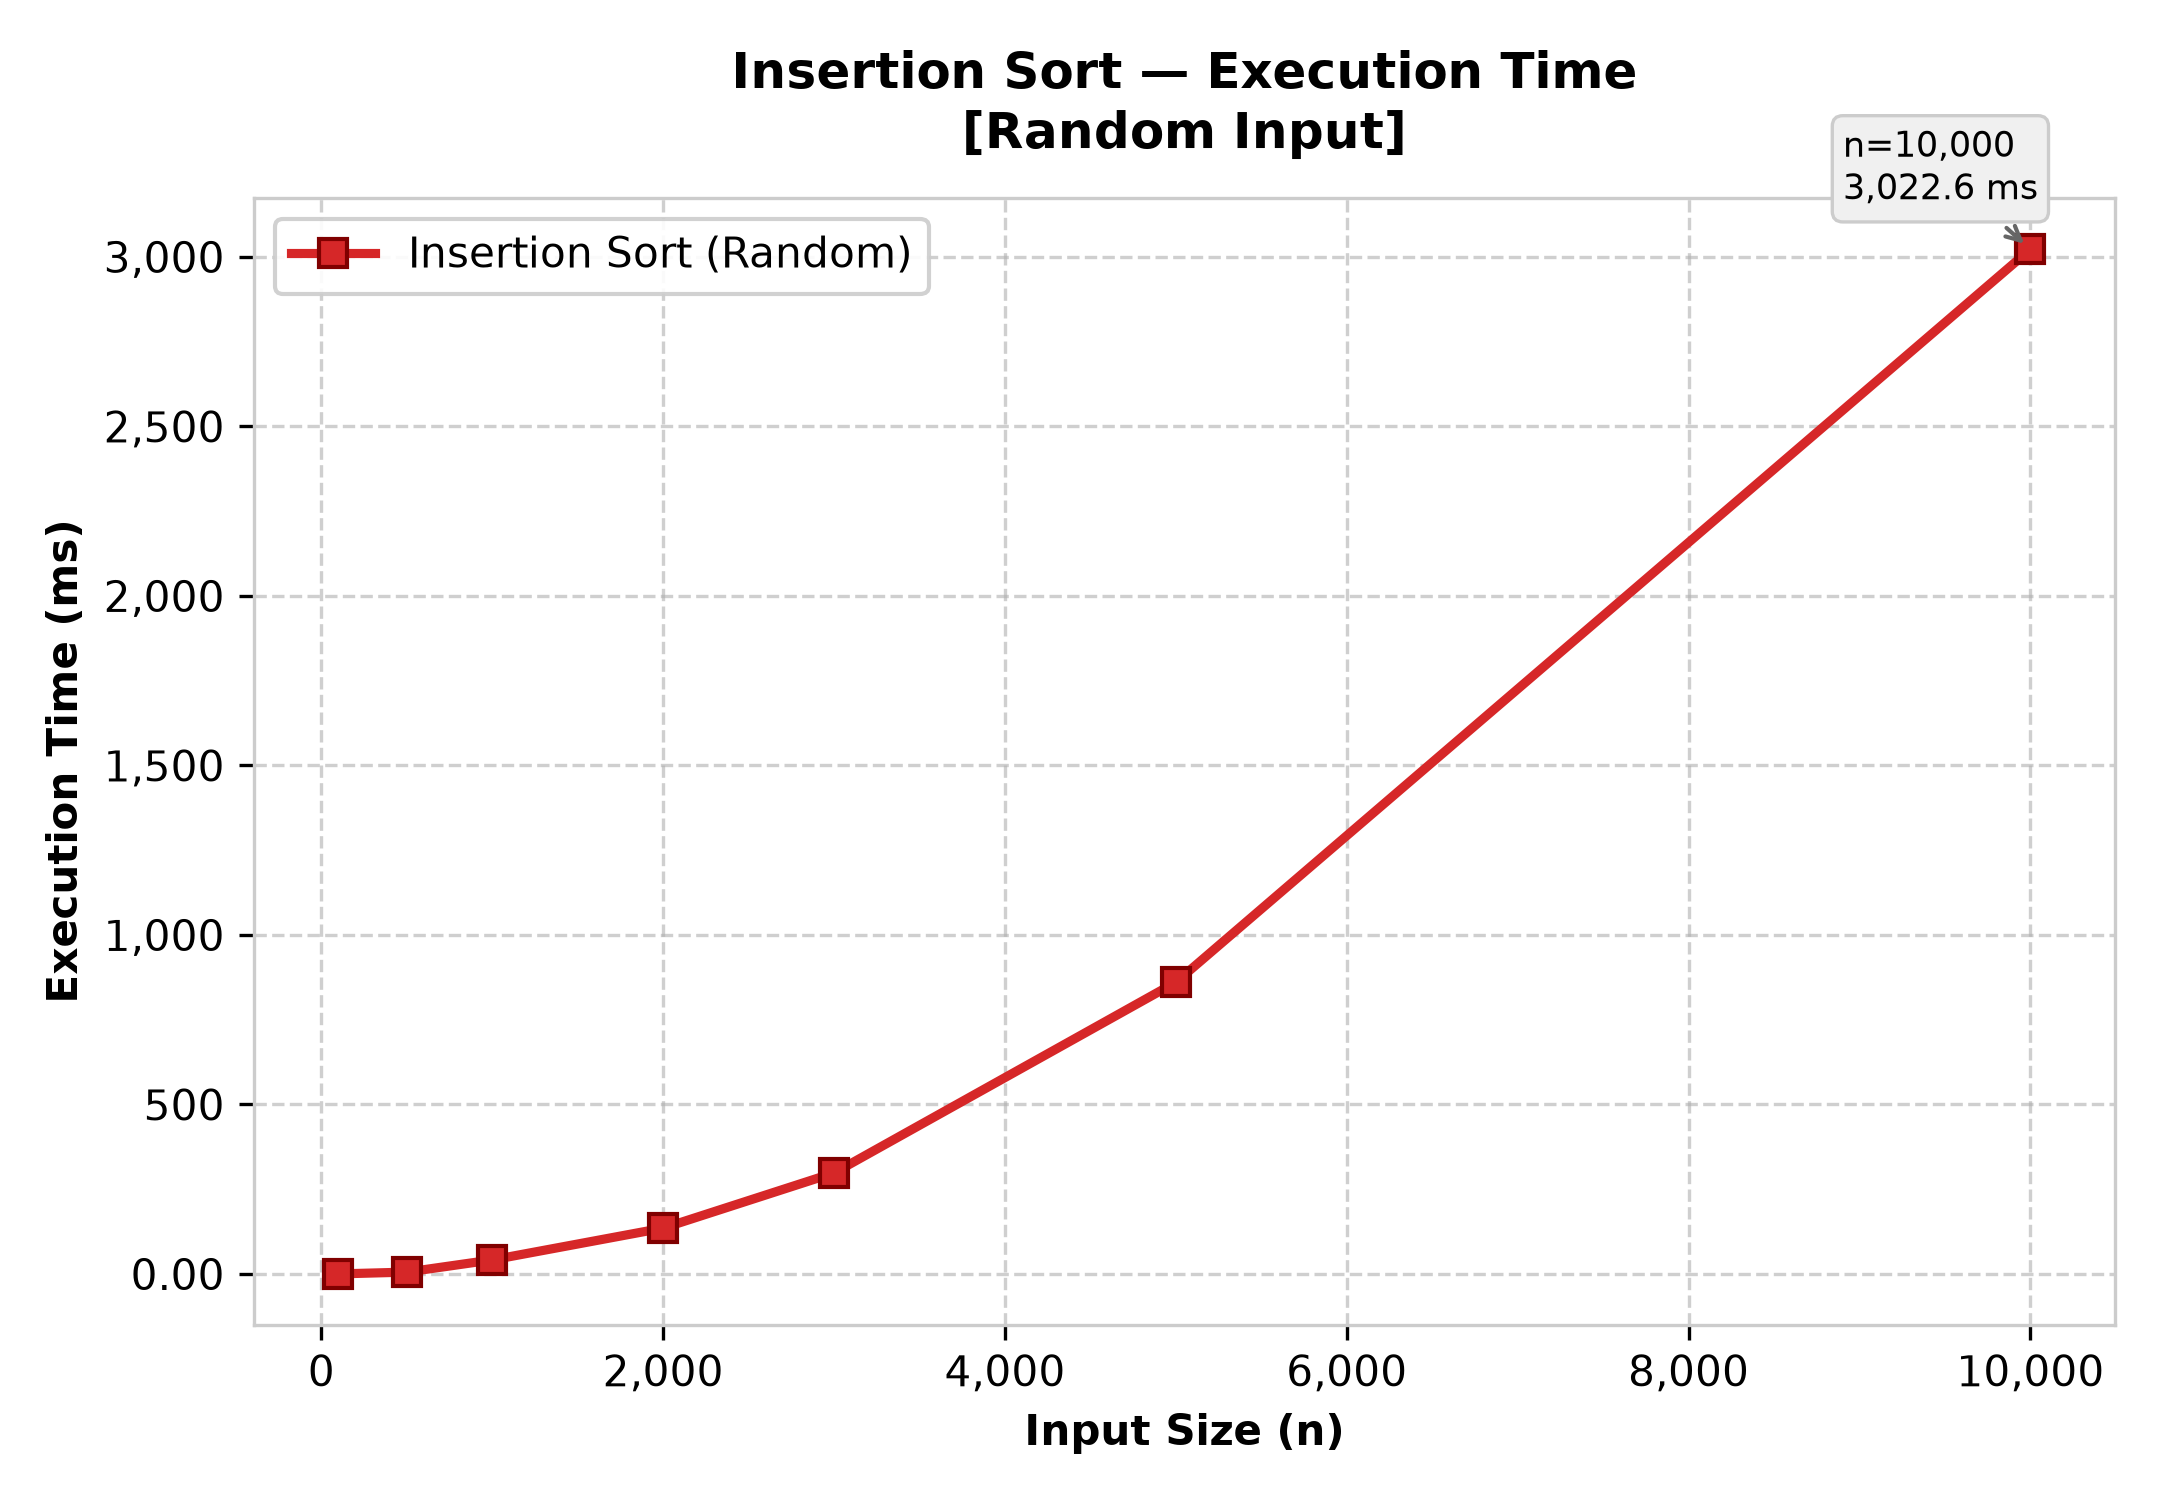 Insertion Sort — Execution Time
[Random Input]
n=10,000
3,022.6 ms
Insertion Sort (Random)
3,000
2,500
2,000
1,500
1,000
500
0.00
Execution Time (ms)
0
2,000
4,000
6,000
8,000
10,000
Input Size (n)